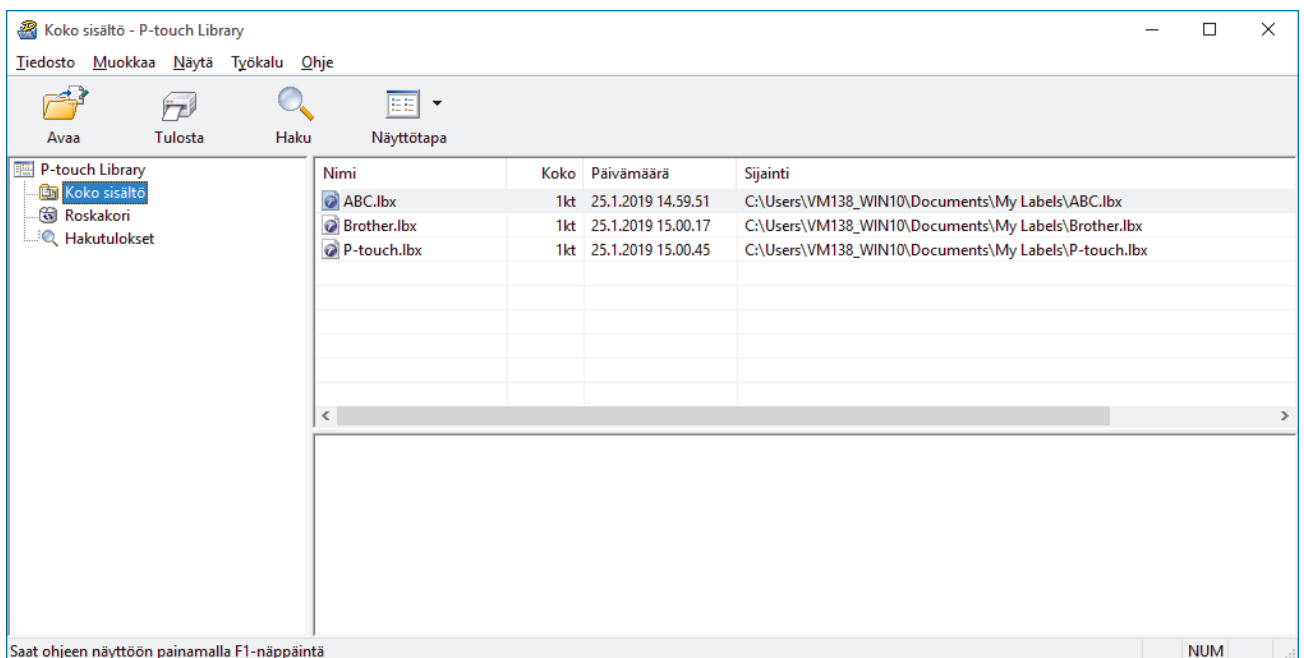 Koko sisältö - P-touch Library
Tiedosto Muokkaa Näytä Työkalu Ohje
Avaa Tulosta Haku Näyttötapa
P-touch Library
Koko sisältö
Roskakori
Hakutulokset
Nimi Koko Päivämäärä Sijainti
ABC.lbx 1kt 25.1.2019 14.59.51 C:\Users\VM138_WIN10\Documents\My Labels\ABC.lbx
Brother.lbx 1kt 25.1.2019 15.00.17 C:\Users\VM138_WIN10\Documents\My Labels\Brother.lbx
P-touch.lbx 1kt 25.1.2019 15.00.45 C:\Users\VM138_WIN10\Documents\My Labels\P-touch.lbx
Saat ohjeen näyttöön painamalla F1-näppäintä NUM